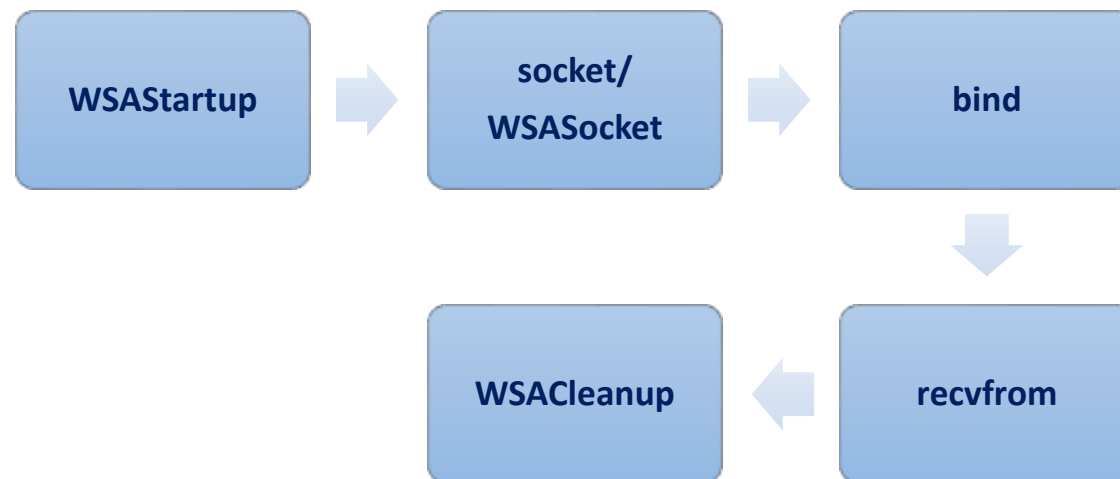 WSAStartup
socket/
WSASocket
bind
recvfrom
WSACleanup